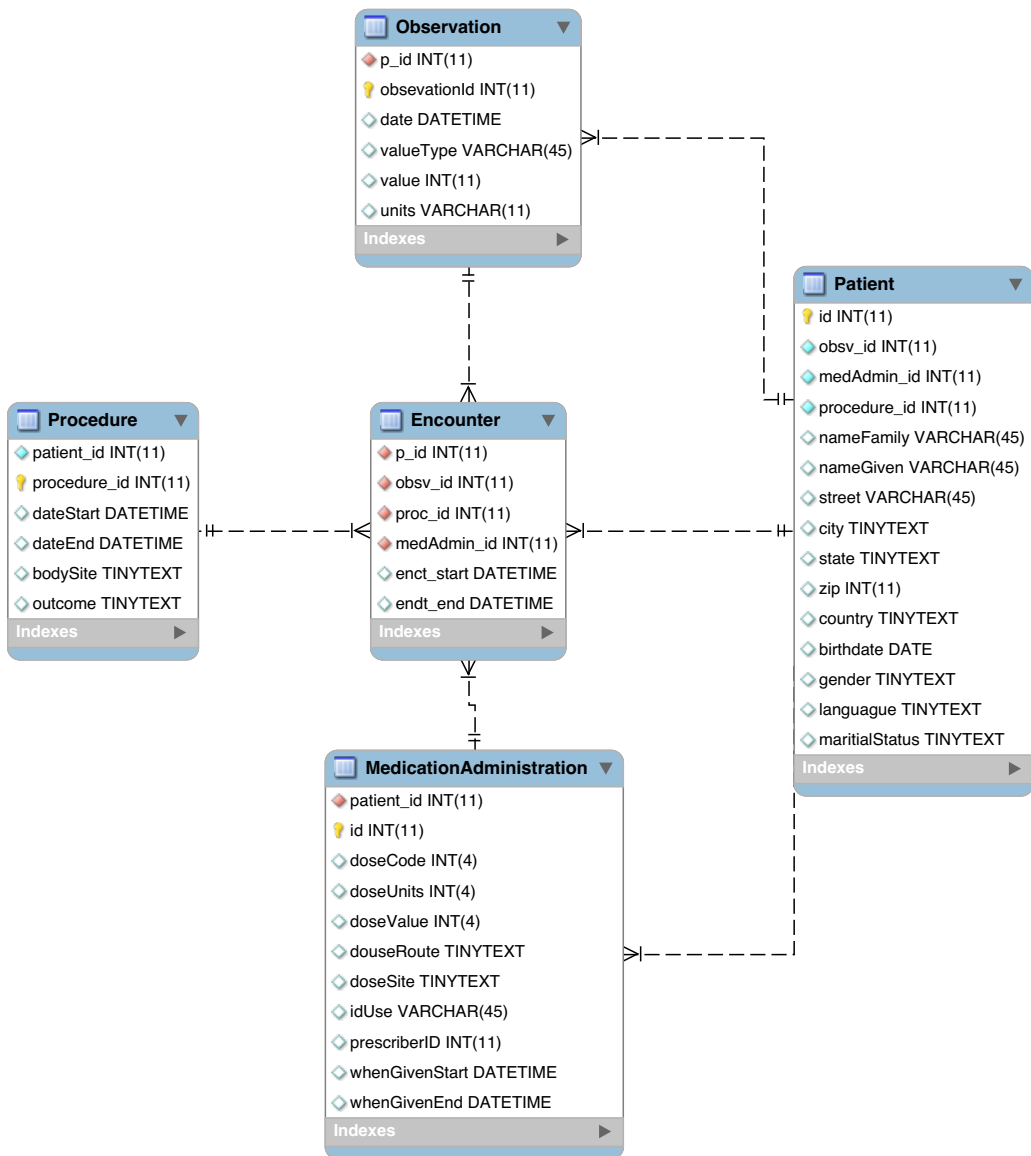 Observation
p_id INT(11)
obsevationId INT(11)
date DATETIME
valueType VARCHAR(45)
value INT(11)
units VARCHAR(11)
Indexes
Patient
id INT(11)
obsv_id INT(11)
medAdmin_id INT(11)
procedure_id INT(11)
nameFamily VARCHAR(45)
nameGiven VARCHAR(45)
street VARCHAR(45)
city TINYTEXT
state TINYTEXT
zip INT(11)
country TINYTEXT
birthdate DATE
gender TINYTEXT
languague TINYTEXT
maritialStatus TINYTEXT
Indexes
Procedure
patient_id INT(11)
procedure_id INT(11)
dateStart DATETIME
dateEnd DATETIME
bodySite TINYTEXT
outcome TINYTEXT
Indexes
Encounter
p_id INT(11)
obsv_id INT(11)
proc_id INT(11)
medAdmin_id INT(11)
enct_start DATETIME
endt_end DATETIME
Indexes
MedicationAdministration
patient_id INT(11)
id INT(11)
doseCode INT(4)
doseUnits INT(4)
doseValue INT(4)
douseRoute TINYTEXT
doseSite TINYTEXT
idUse VARCHAR(45)
prescriberID INT(11)
whenGivenStart DATETIME
whenGivenEnd DATETIME
Indexes